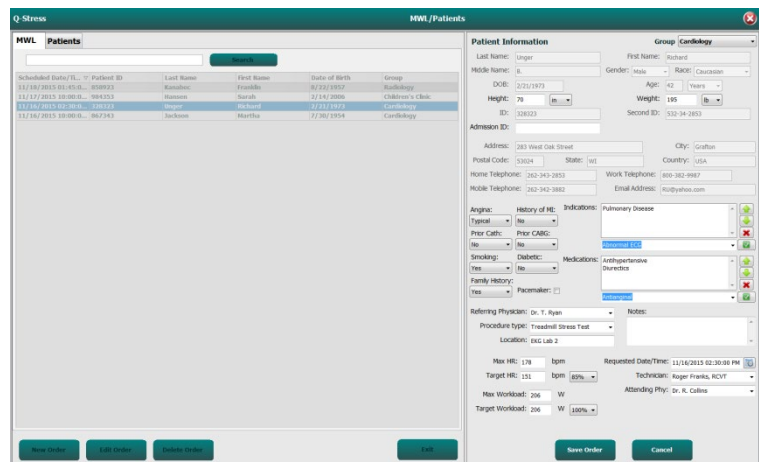 Q-Stress MWL/Patients
MWL Patients
Search
Scheduled Date/Ti... Patient ID Last Name First Name Date of Birth Group
11/16/2015 01:45:0... 850923 Kanabec Franklin 8/22/1957 Radiology
11/17/2015 10:00:0... 984353 Hanson Sarah 2/14/2006 Children's Clinic
11/16/2015 02:30:0... 328323 Unger Richard 2/21/1973 Cardiology
11/16/2015 10:00:0... 867343 Jackson Martha 7/30/1954 Cardiology
New Order Edit Order Delete Order Exit
Patient Information Group Cardiology
Last Name: Unger First Name: Richard
Middle Name: R. Gender: Male Race: Caucasian
DOB: 2/21/1973 Age: 42 Years
Height: 70 in Weight: 195 lb
ID: 328323 Second ID: 532-34-2853
Admission ID:
Address: 283 West Oak Street City: Grafton
Postal Code: 53024 State: WI Country: USA
Home Telephone: 262-343-2853 Work Telephone: 800-382-9987
Mobile Telephone: 262-342-3882 Email Address:
Angina: History of MI: Indications: Pulmonary Disease
Typical No
Prior Cath: Prior CABG:
No No Abnormal ECG
Smoking: Diabetic: Medications: Antihypertensive
Yes No Diurectics
Family History:
Yes Pacemaker: Antianginal
Referring Physician: Dr. T. Ryan Notes:
Procedure type: Treadmill Stress Test
Location: EKG Lab 2
Max HR: 178 bpm Requested Date/Time: 11/16/2015 02:30:00 PM
Target HR: 151 bpm 85% Technician: Roger Franks, RCVT
Max Workload: 206 W Attending Phy: Dr. R. Collins
Target Workload: 206 W 100%
Save Order Cancel